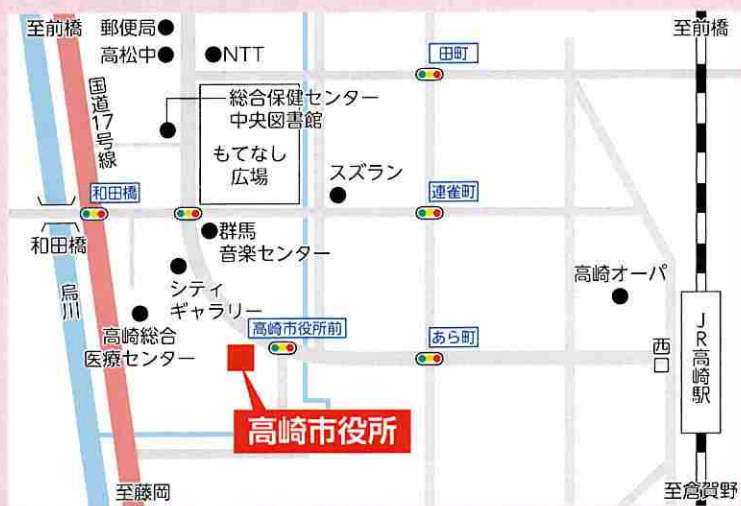 至前橋
郵便局
高松中
NTT
田町
至前橋
国道17号線
総合保健センター
中央図書館
もてなし
広場
スズラン
和田橋
連雀町
和田橋
群馬
音楽センター
烏川
シティ
ギャラリー
高崎オーパ
高崎総合
医療センター
高崎市役所前
あら町
西口
JR高崎駅
高崎市役所
至藤岡
至倉賀野